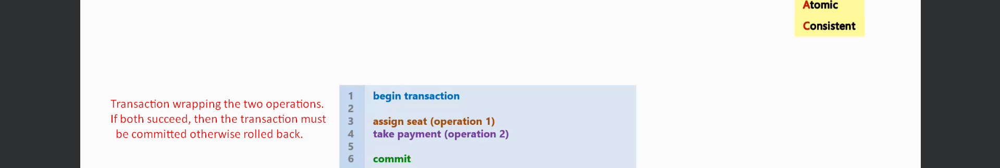 Atomic
Consistent
Transaction wrapping the two operations.
If both succeed, then the transaction must
be committed otherwise rolled back.
1 begin transaction
2
3 assign seat (operation 1)
4 take payment (operation 2)
5
6 commit